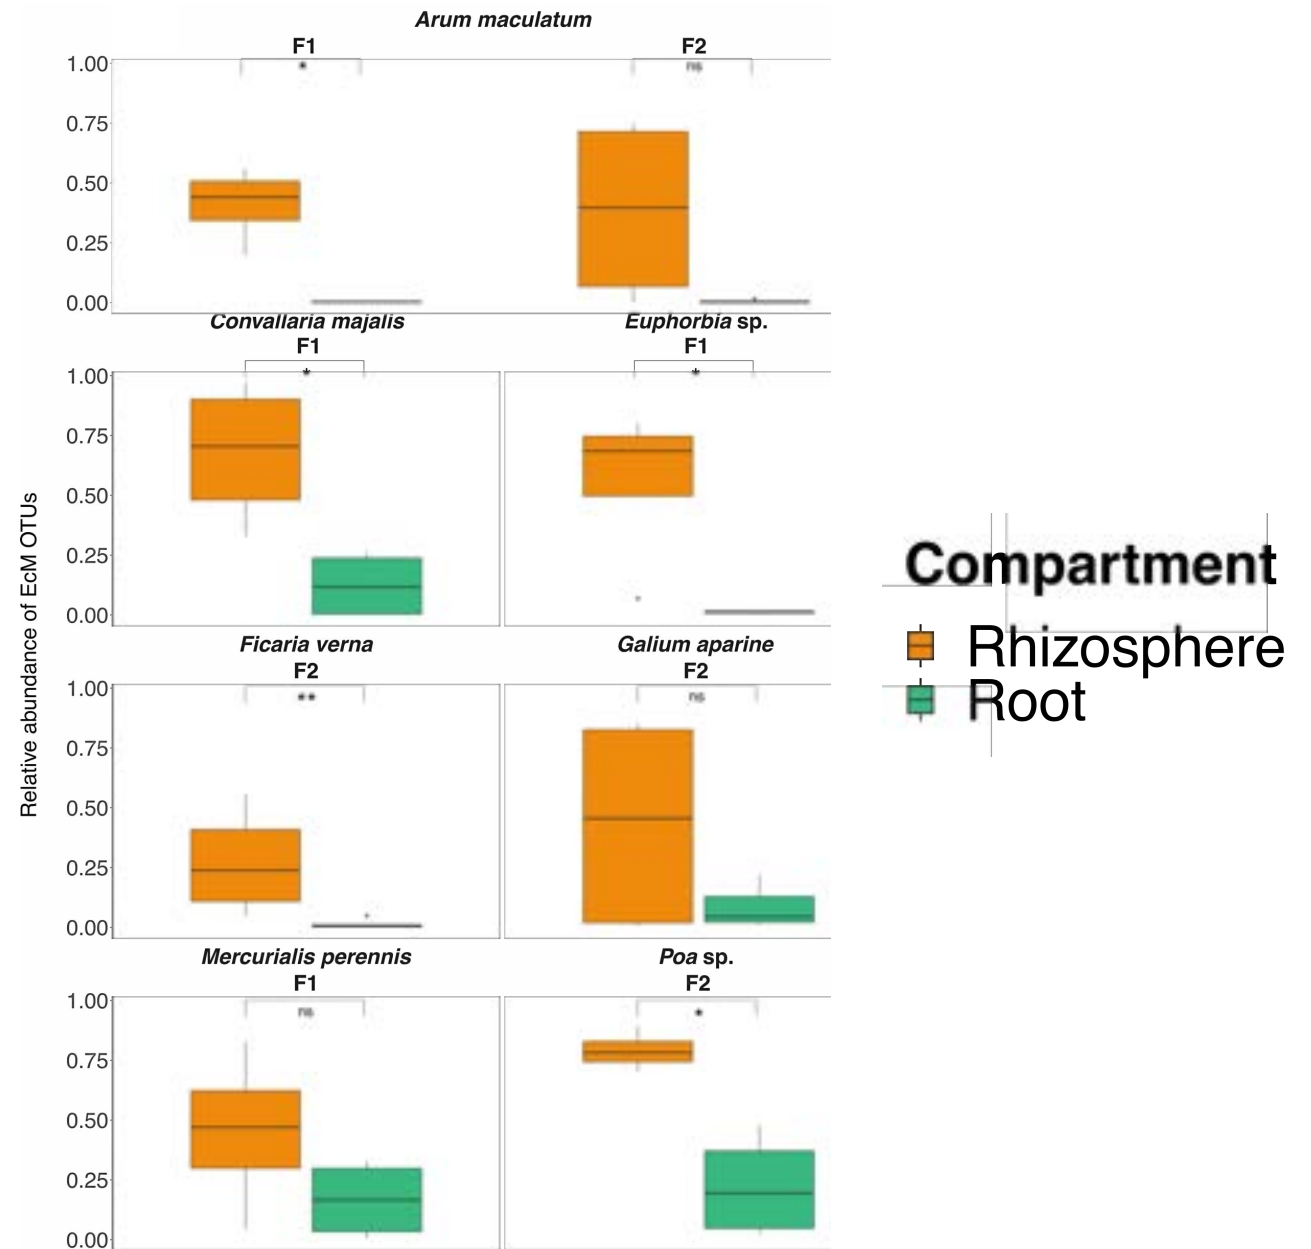 Arum maculatum
F1 F2
1.00
* ns
0.75
0.50
0.25
0.00
Convallaria majalis Euphorbia sp.
F1 F1
1.00
* *
0.75
0.50
0.25
0.00
Ficaria verna Galium aparine
F2 F2
1.00
** ns
0.75
0.50
0.25
0.00
Mercurialis perennis Poa sp.
F1 F2
1.00
ns *
0.75
0.50
0.25
0.00
Relative abundance of EcM OTUs
Compartment
Rhizosphere
Root